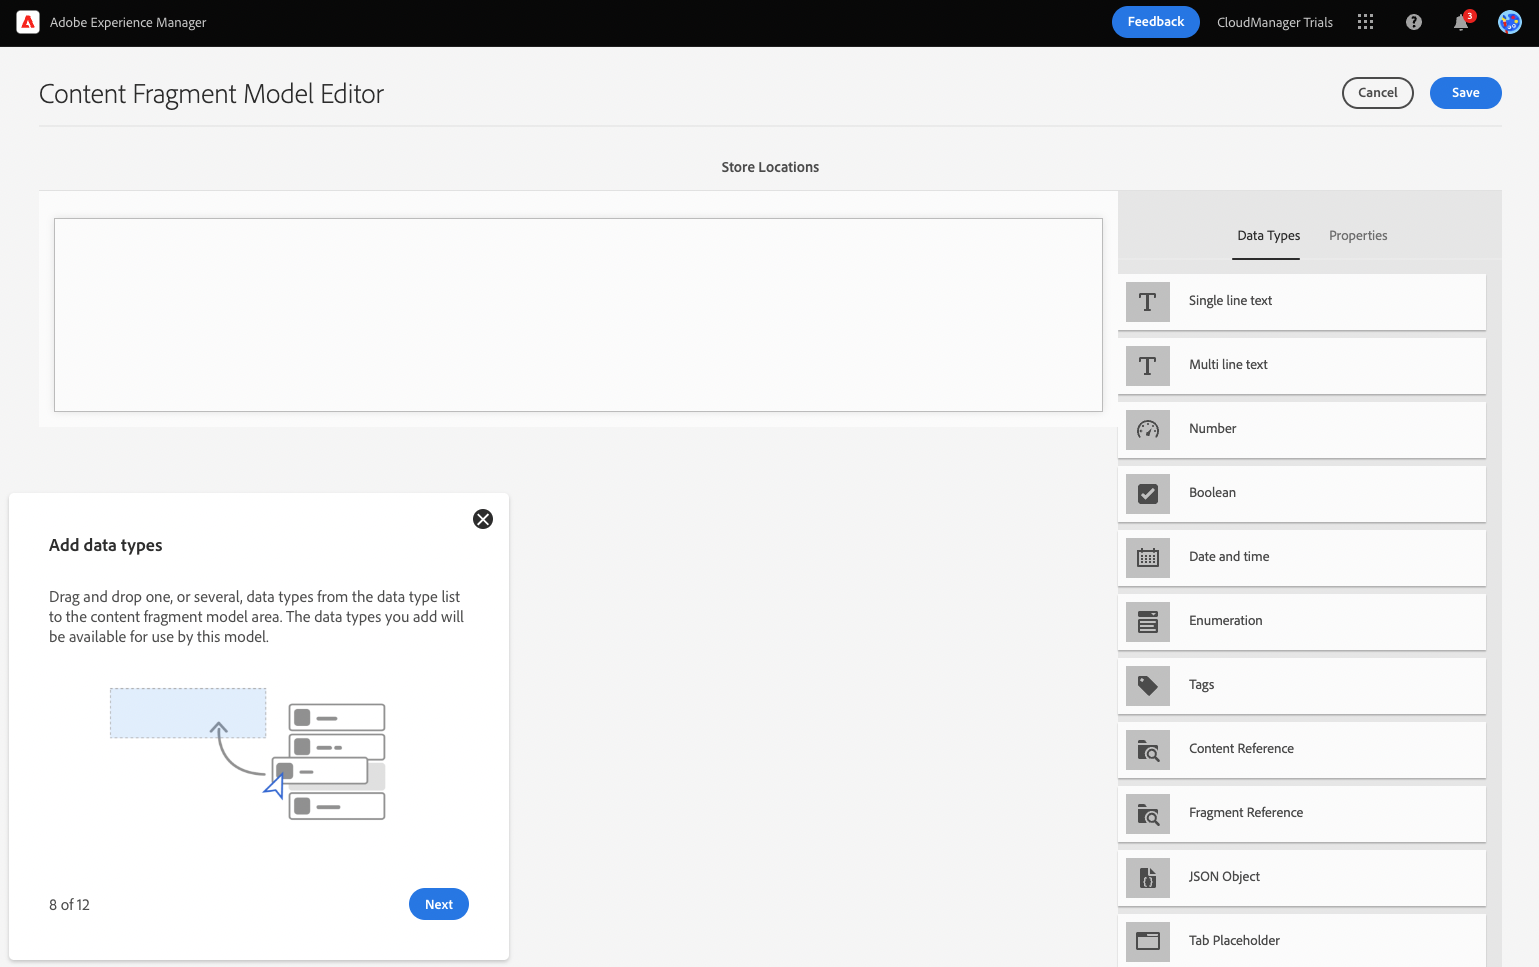 Adobe Experience Manager
Feedback
CloudManager Trials
3
Content Fragment Model Editor
Cancel
Save
Store Locations
Data Types
Properties
Single line text
Multi line text
Number
Boolean
Date and time
Enumeration
Tags
Content Reference
Fragment Reference
JSON Object
Tab Placeholder
Add data types
Drag and drop one, or several, data types from the data type list
to the content fragment model area. The data types you add will
be available for use by this model.
8 of 12
Next